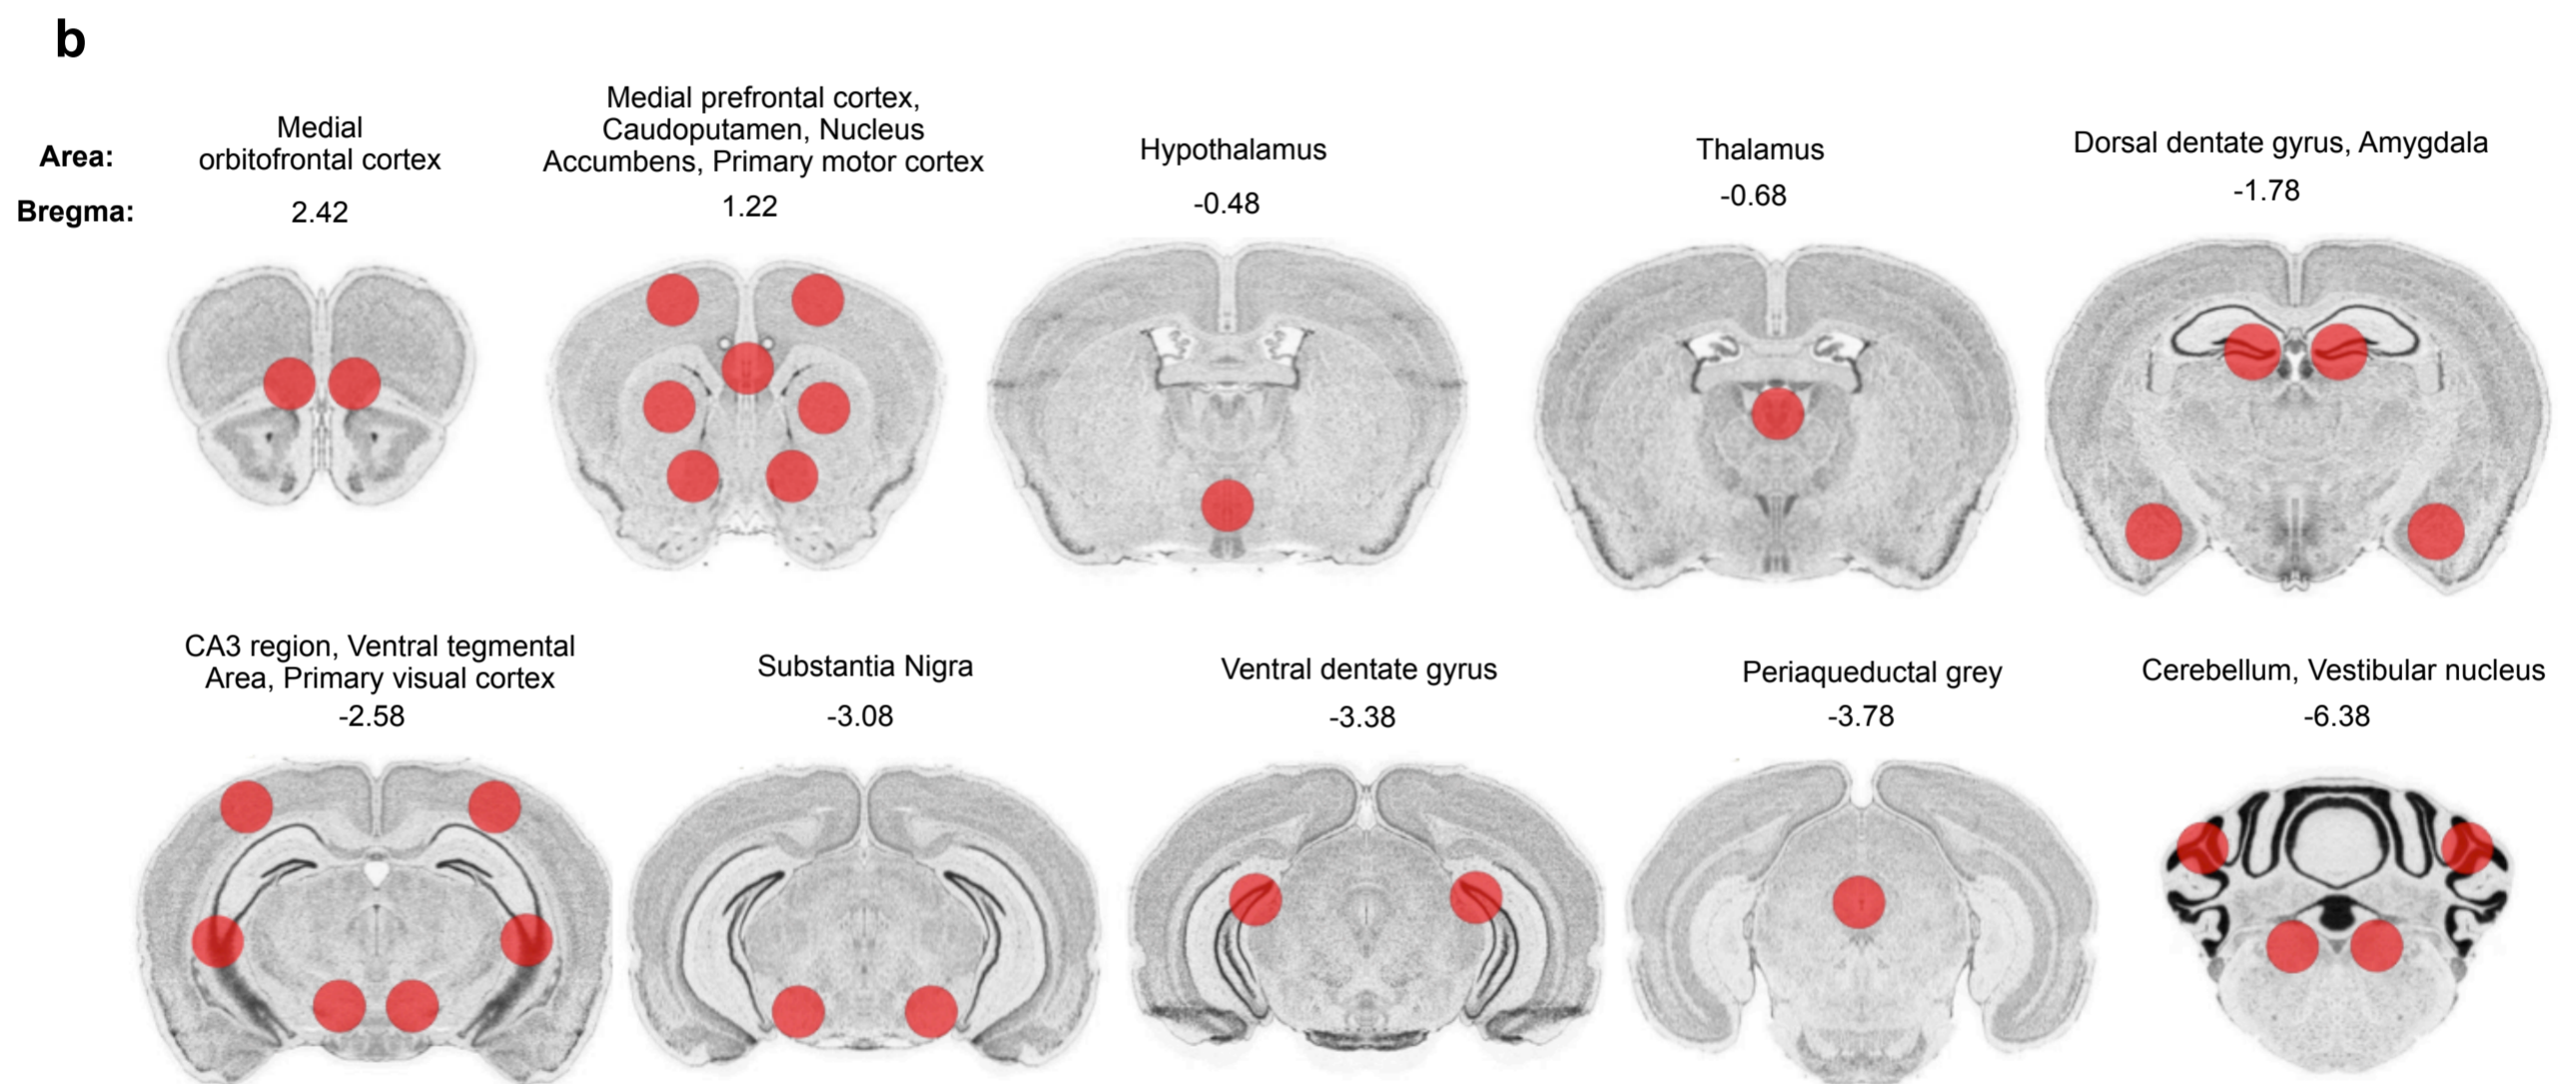 b
Area:
Bregma:
Medial
orbitofrontal cortex
2.42
Medial prefrontal cortex,
Caudoputamen, Nucleus
Accumbens, Primary motor cortex
1.22
Hypothalamus
-0.48
Thalamus
-0.68
Dorsal dentate gyrus, Amygdala
-1.78
CA3 region, Ventral tegmental
Area, Primary visual cortex
-2.58
Substantia Nigra
-3.08
Ventral dentate gyrus
-3.38
Periaqueductal grey
-3.78
Cerebellum, Vestibular nucleus
-6.38